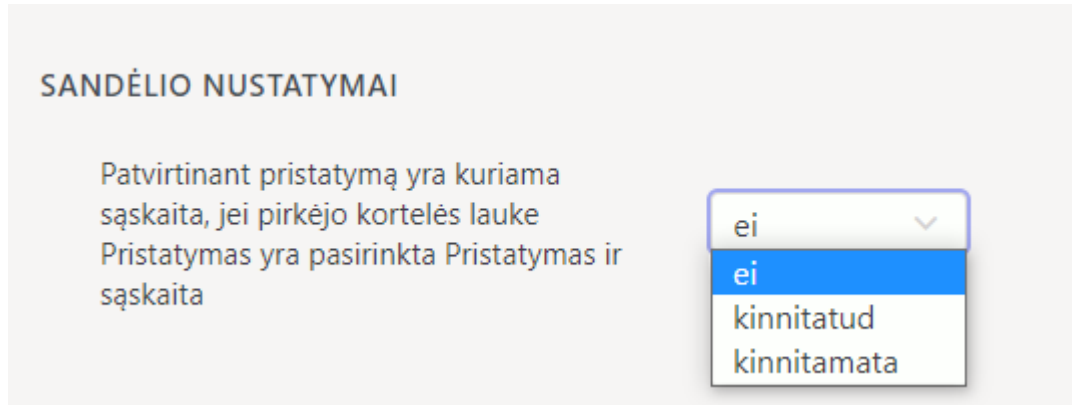 SANDĖLIO NUSTATYMAI
Patvirtinant pristatymą yra kuriama
sąskaita, jei pirkėjo kortelės lauke
Pristatymas yra pasirinkta Pristatymas ir
sąskaita
ei
ei
kinnitatud
kinnitamata